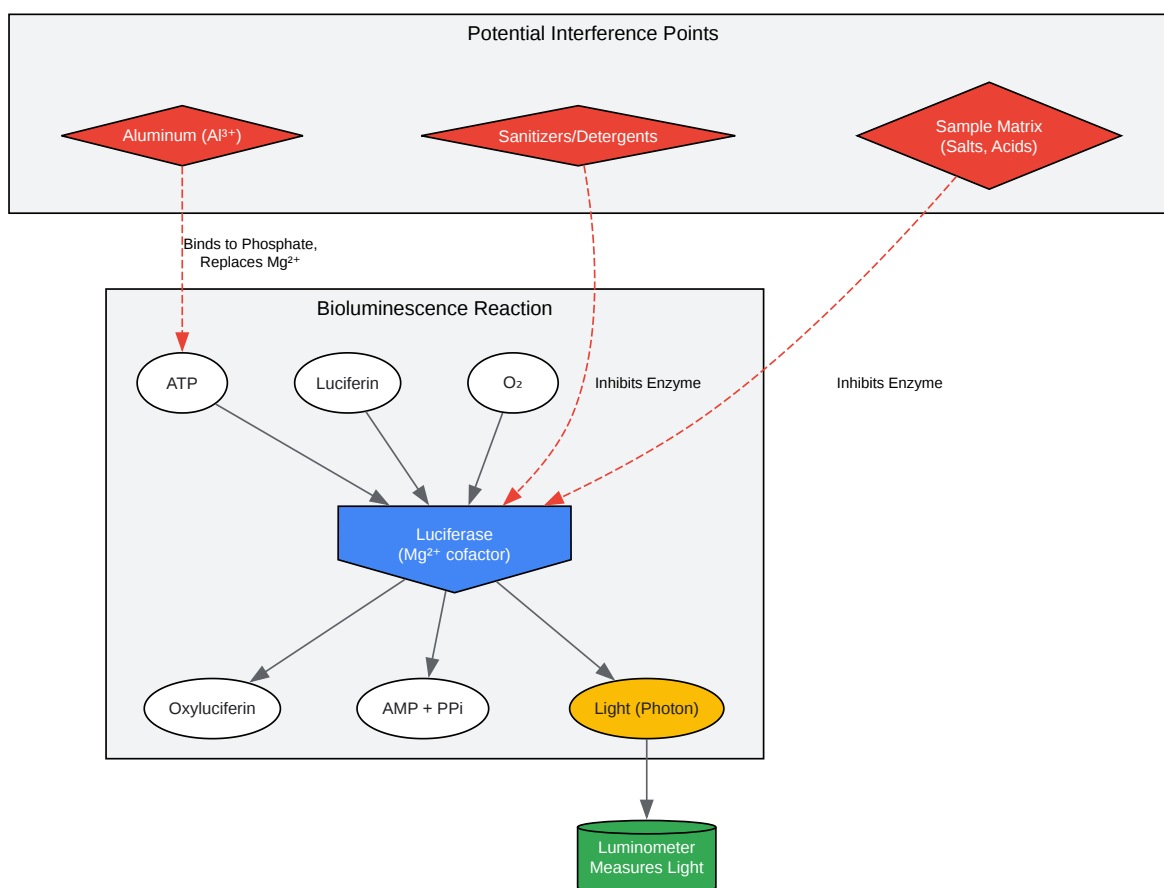 Potential Interference Points
Aluminum (Al³⁺)
Sanitizers/Detergents
Sample Matrix
(Salts, Acids)
Binds to Phosphate,
Replaces Mg²⁺
Bioluminescence Reaction
ATP
Luciferin
O₂
Inhibits Enzyme
Inhibits Enzyme
Luciferase
(Mg²⁺ cofactor)
Oxyluciferin
AMP + PPi
Light (Photon)
Luminometer
Measures Light